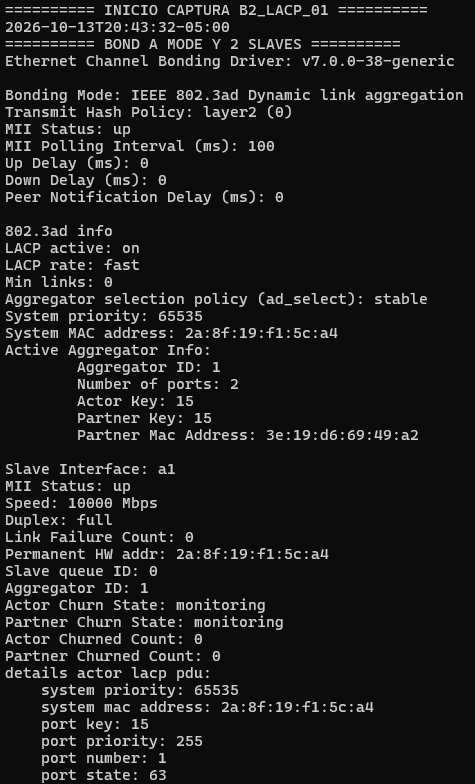 ========== INICIO CAPTURA B2_LACP_01 ==========
2026-10-13T20:43:32-05:00
========== BOND A MODE Y 2 SLAVES ==========
Ethernet Channel Bonding Driver: v7.0.0-38-generic

Bonding Mode: IEEE 802.3ad Dynamic link aggregation
Transmit Hash Policy: layer2 (0)
MII Status: up
MII Polling Interval (ms): 100
Up Delay (ms): 0
Down Delay (ms): 0
Peer Notification Delay (ms): 0

802.3ad info
LACP active: on
LACP rate: fast
Min links: 0
Aggregator selection policy (ad_select): stable
System priority: 65535
System MAC address: 2a:8f:19:f1:5c:a4
Active Aggregator Info:
        Aggregator ID: 1
        Number of ports: 2
        Actor Key: 15
        Partner Key: 15
        Partner Mac Address: 3e:19:d6:69:49:a2

Slave Interface: a1
MII Status: up
Speed: 10000 Mbps
Duplex: full
Link Failure Count: 0
Permanent HW addr: 2a:8f:19:f1:5c:a4
Slave queue ID: 0
Aggregator ID: 1
Actor Churn State: monitoring
Partner Churn State: monitoring
Actor Churned Count: 0
Partner Churned Count: 0
details actor lacp pdu:
    system priority: 65535
    system mac address: 2a:8f:19:f1:5c:a4
    port key: 15
    port priority: 255
    port number: 1
    port state: 63